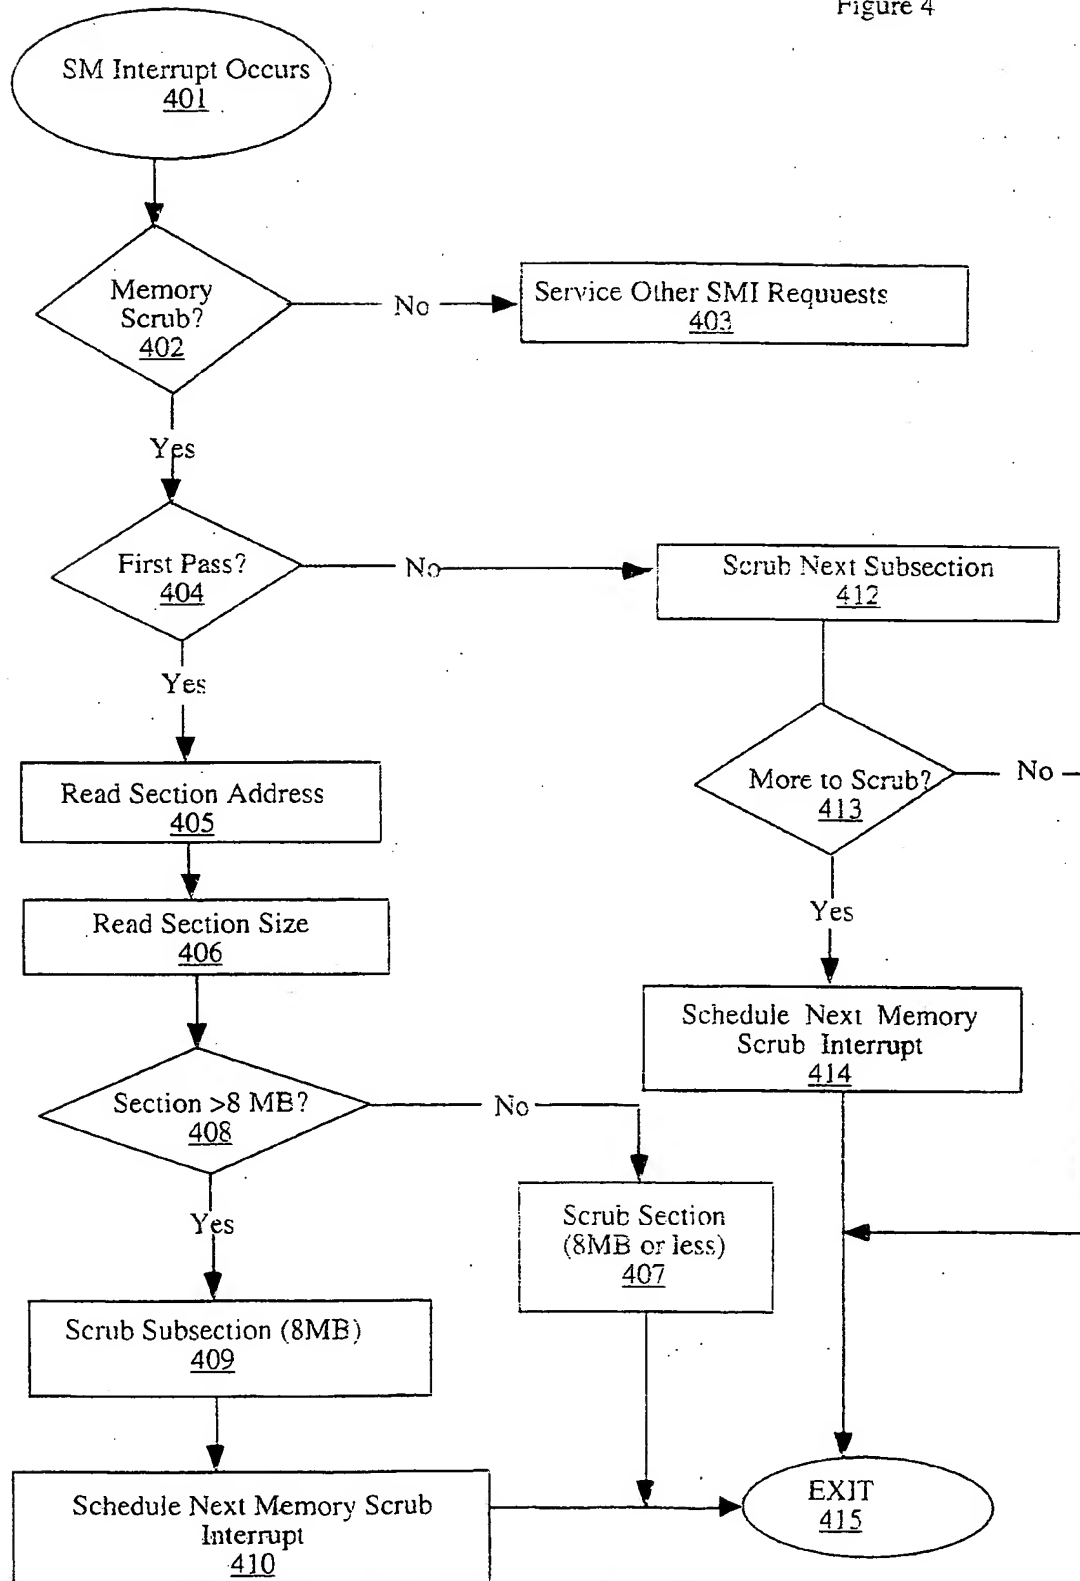 Figure 4
SM Interrupt Occurs
401
Memory
Scrub?
402
No
Service Other SMI Requuests
403
Yes
First Pass?
404
No
Scrub Next Subsection
412
Yes
More to Scrub?
413
No
Read Section Address
405
Yes
Read Section Size
406
Schedule Next Memory
Scrub Interrupt
414
Section >8 MB?
408
No
Yes
Scrub Section
(8MB or less)
407
Scrub Subsection (8MB)
409
Schedule Next Memory Scrub
Interrupt
410
EXIT
415